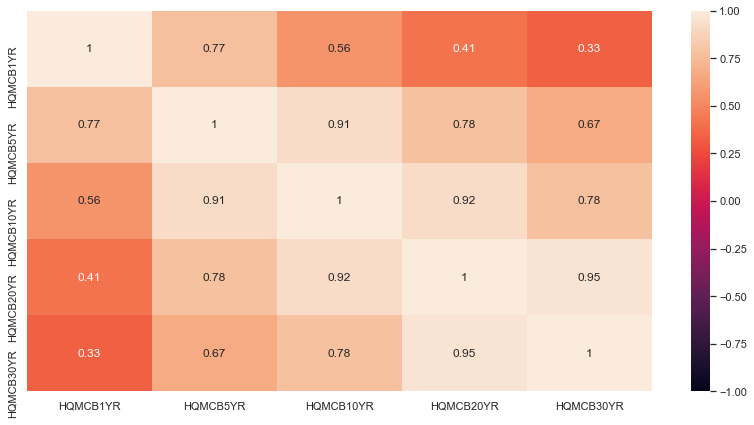 HQMCB1YR 1 0.77 0.56 0.41 0.33
HQMCB5YR 0.77 1 0.91 0.78 0.67
HQMCB10YR 0.56 0.91 1 0.92 0.78
HQMCB20YR 0.41 0.78 0.92 1 0.95
HQMCB30YR 0.33 0.67 0.78 0.95 1
HQMCB1YR HQMCB5YR HQMCB10YR HQMCB20YR HQMCB30YR
1.00
0.75
0.50
0.25
0.00
−0.25
−0.50
−0.75
−1.00